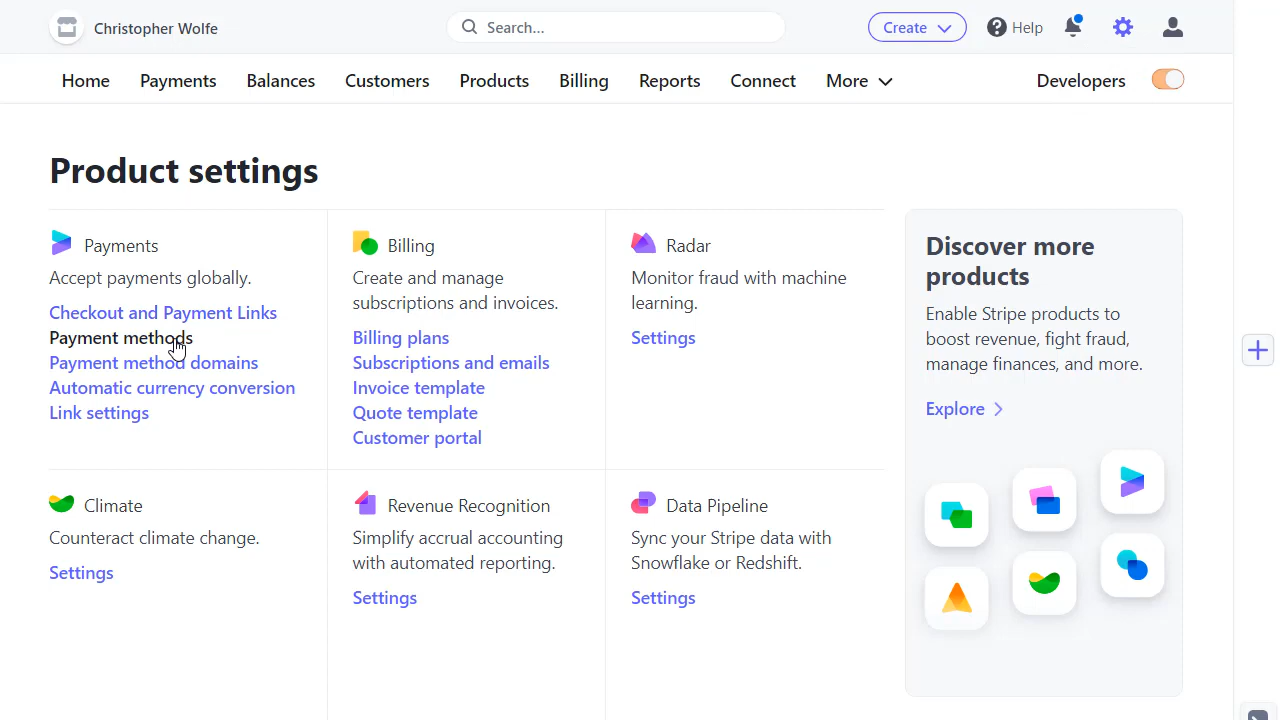 Christopher Wolfe
Search...
Create
Help
Home
Payments
Balances
Customers
Products
Billing
Reports
Connect
More
Developers
Product settings
Payments
Accept payments globally.
Checkout and Payment Links
Payment methods
Payment method domains
Automatic currency conversion
Link settings
Billing
Create and manage
subscriptions and invoices.
Billing plans
Subscriptions and emails
Invoice template
Quote template
Customer portal
Radar
Monitor fraud with machine
learning.
Settings
Discover more
products
Enable Stripe products to
boost revenue, fight fraud,
manage finances, and more.
Explore
Climate
Counteract climate change.
Settings
Revenue Recognition
Simplify accrual accounting
with automated reporting.
Settings
Data Pipeline
Sync your Stripe data with
Snowflake or Redshift.
Settings